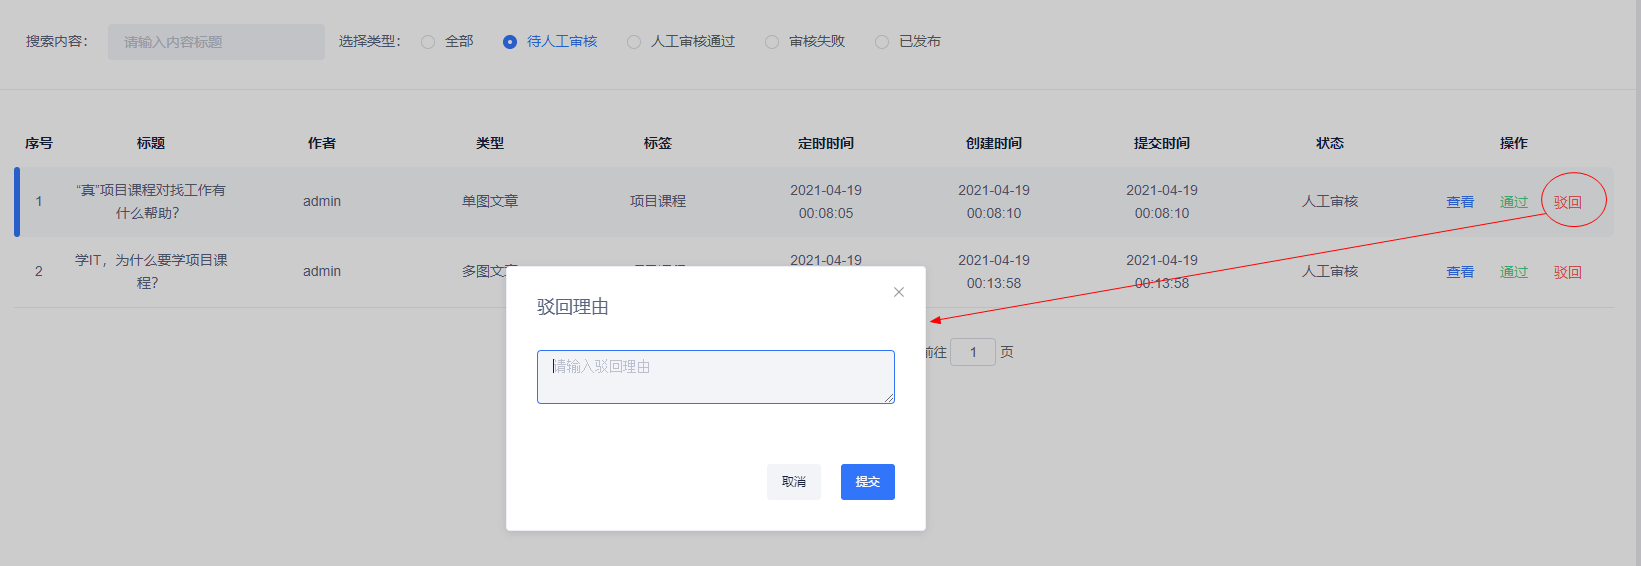 搜索内容： 请输入内容标题 选择类型： 全部 待人工审核 人工审核通过 审核失败 已发布
序号 标题 作者 类型 标签 定时时间 创建时间 提交时间 状态 操作
1 “真”项目课程对找工作有什么帮助？ admin 单图文章 项目课程 2021-04-19 00:08:05 2021-04-19 00:08:10 2021-04-19 00:08:10 人工审核 查看 通过 驳回
2 学IT，为什么要学项目课程？ admin 多图文 2021-04-19 2021-04-19 00:13:58 2021-04-19 00:13:58 人工审核 查看 通过 驳回
驳回理由
请输入驳回理由
取消 提交
前往 1 页